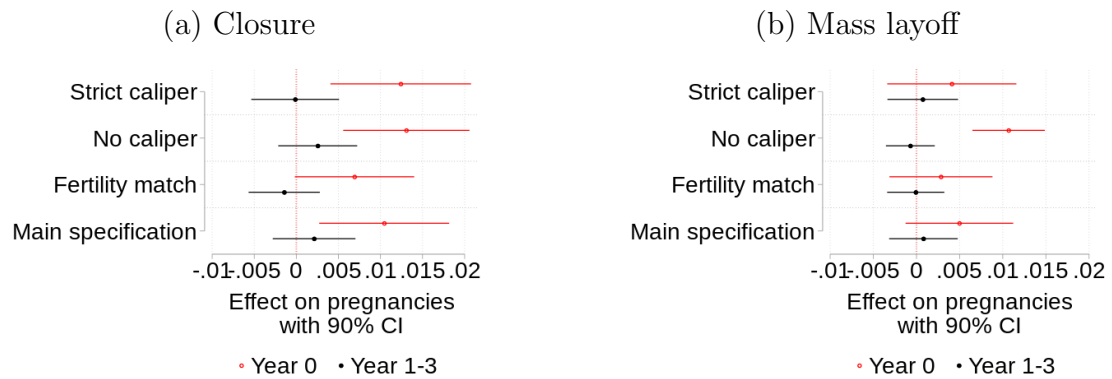 (a) Closure
Strict caliper
No caliper
Fertility match
Main specification
-.01 -.005 0 .005 .01 .015 .02
Effect on pregnancies
with 90% CI
Year 0 Year 1-3
(b) Mass layoff
Strict caliper
No caliper
Fertility match
Main specification
-.01 -.005 0 .005 .01 .015 .02
Effect on pregnancies
with 90% CI
Year 0 Year 1-3